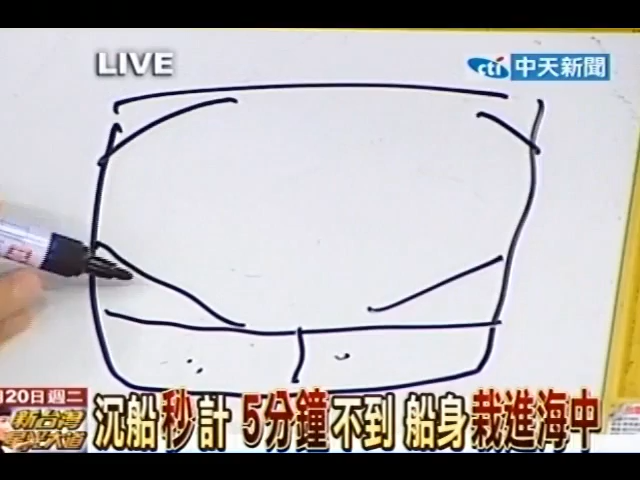 LIVE
cti 中天新聞
20日週二
新台灣
星光大道
沉船秒計 5分鐘不到 船身栽進海中